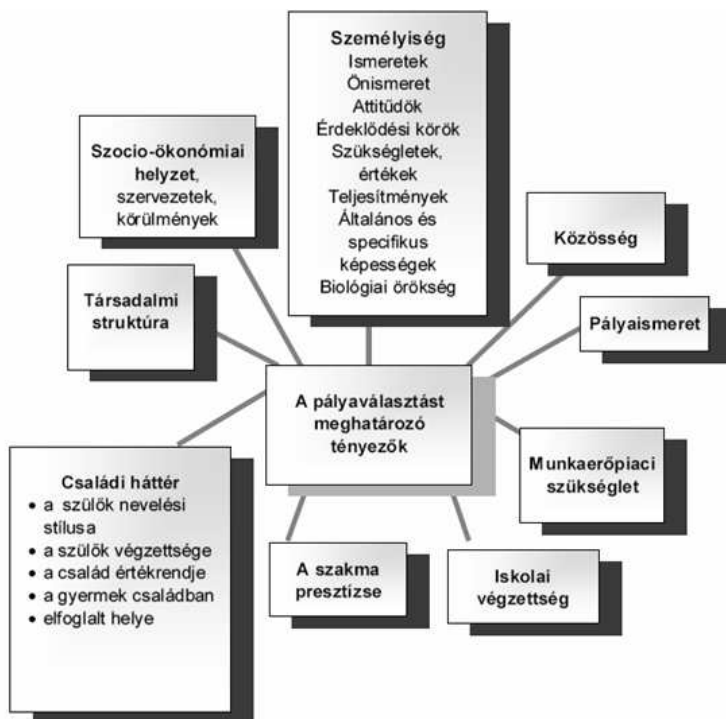 Személyiség
Ismeretek
Önismeret
Attitűdök
Érdeklődési körök
Szükségletek,
értékek
Teljesítmények
Általános és
specifikus
képességek
Biológiai örökség
Szocio-ökonómiai
helyzet,
szervezetek,
körülmények
Közösség
Társadalmi
struktúra
Pályaismeret
A pályaválasztást
meghatározó
tényezők
Munkaerőpiaci
szükséglet
Családi háttér
• a szülők nevelési
stílusa
• a szülők végzettsége
• a család értékrendje
• a gyermek családban
• elfoglalt helye
A szakma
presztízse
Iskolai
végzettség